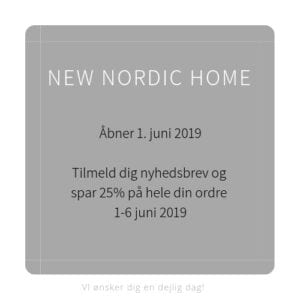 NEW NORDIC HOME
Åbner 1. juni 2019
Tilmeld dig nyhedsbrev og
spar 25% på hele din ordre
1-6 juni 2019
Vi ønsker dig en dejlig dag!